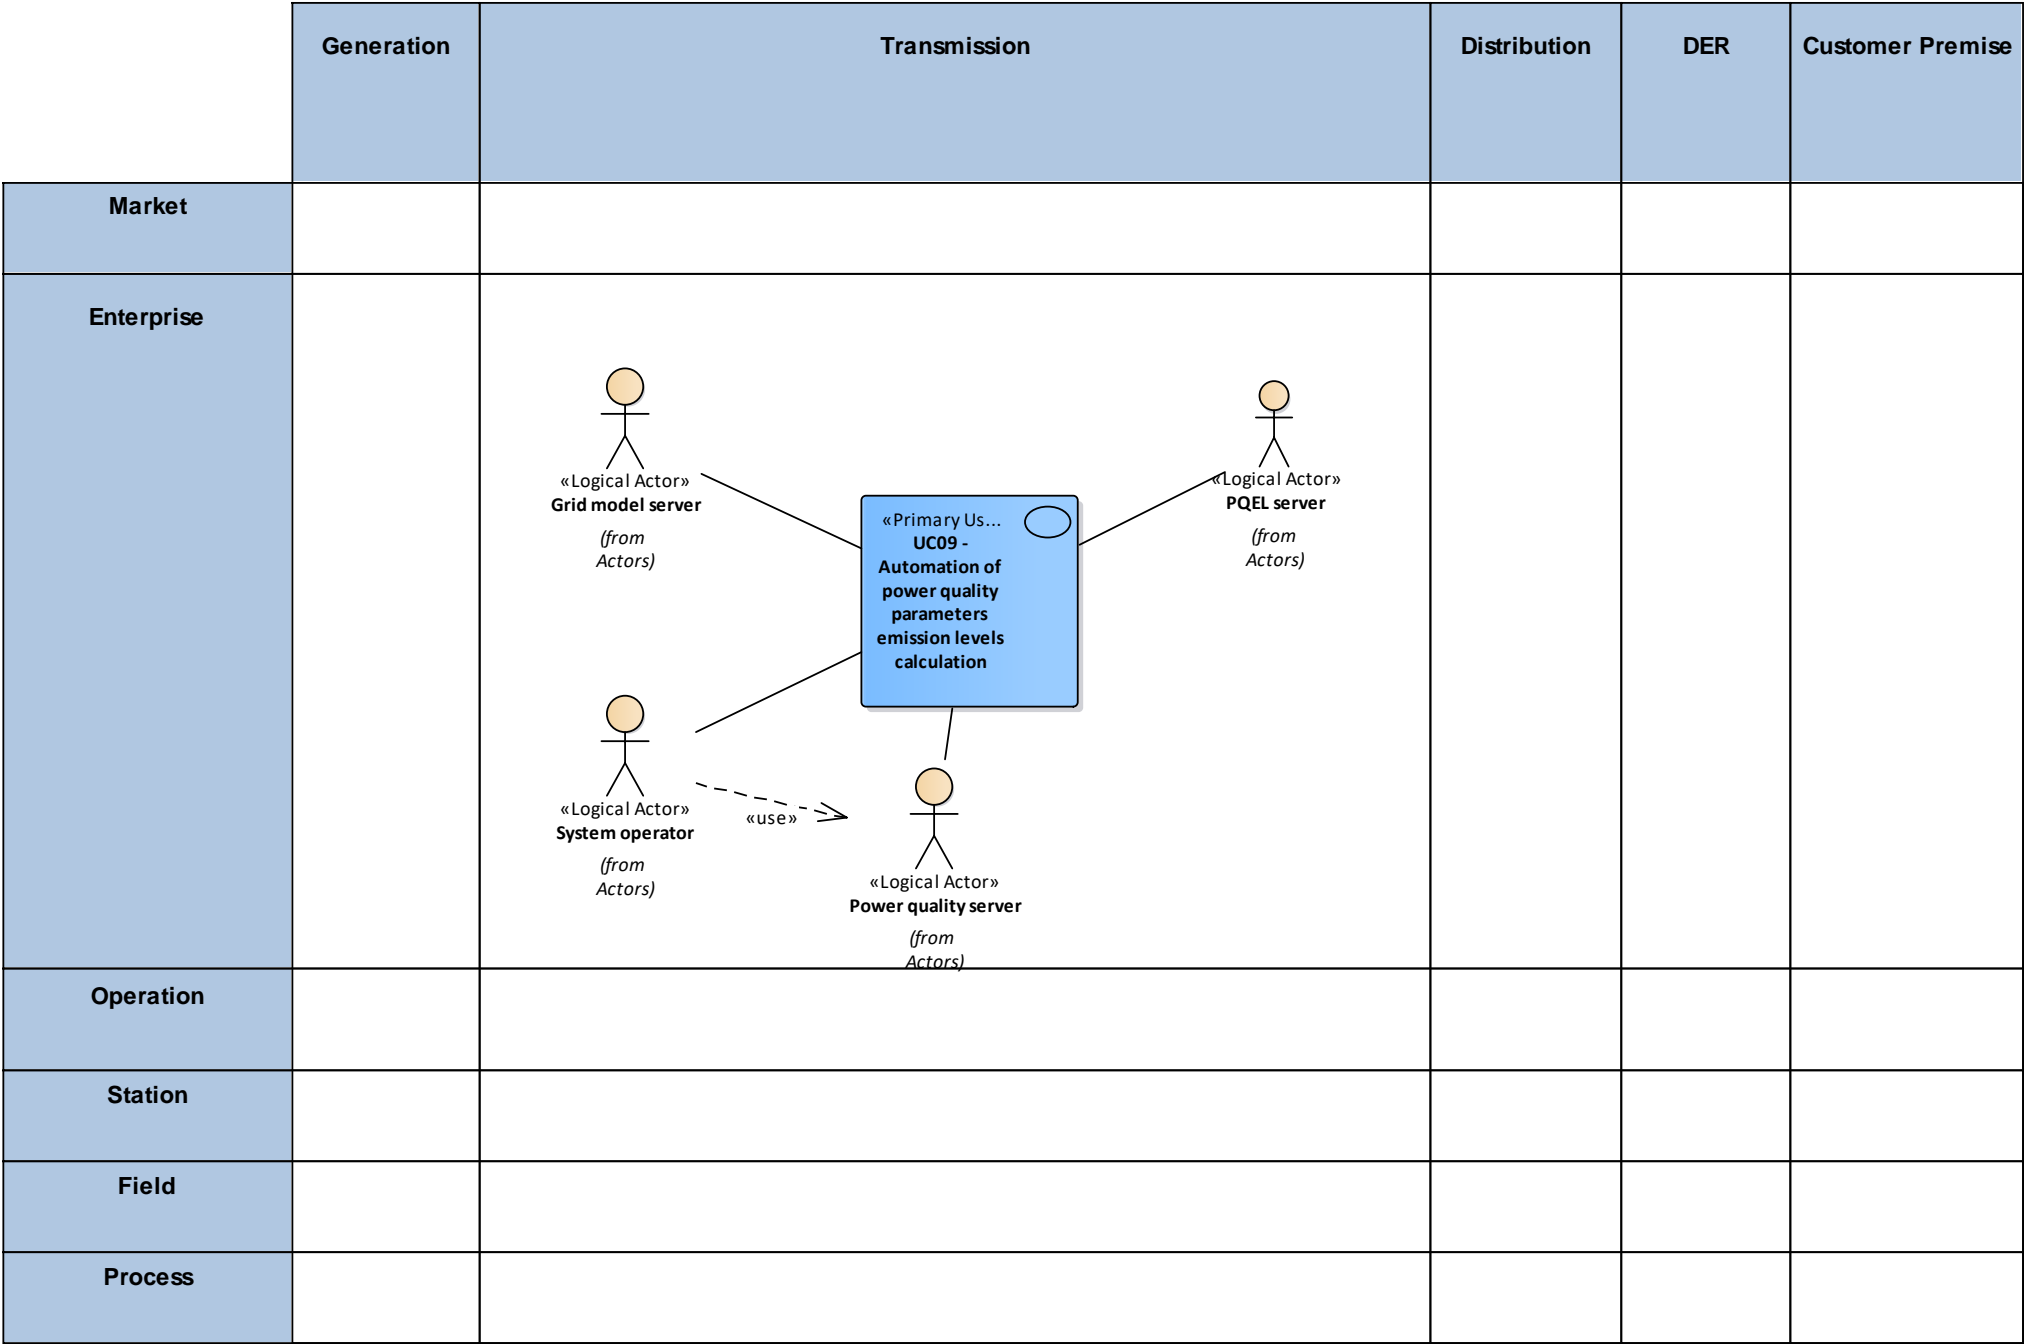 Generation
Transmission
Distribution
DER
Customer Premise
Market
Enterprise
«Logical Actor»
Grid model server
(from
Actors)
«Logical Actor»
PQEL server
(from
Actors)
«Primary Us...
UC09 -
Automation of
power quality
parameters
emission levels
calculation
«Logical Actor»
System operator
(from
Actors)
«use»
«Logical Actor»
Power quality server
(from
Actors)
Operation
Station
Field
Process